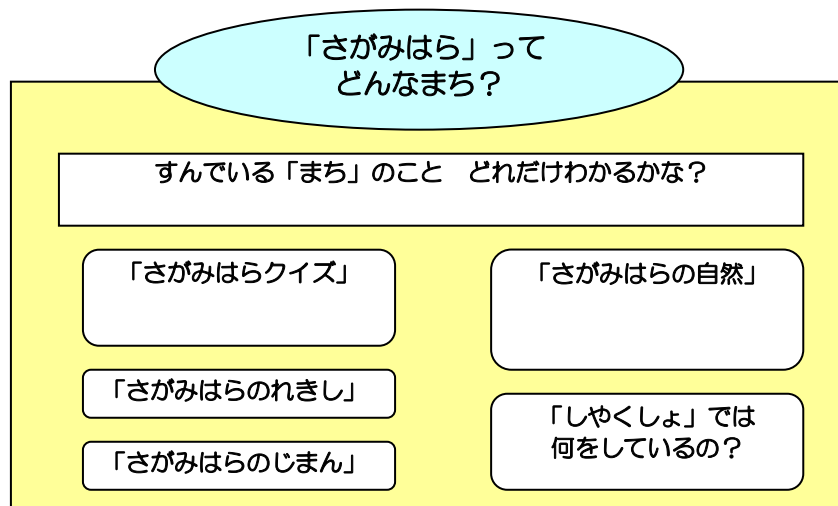 「さがみはら」って
どんなまち？
すんでいる「まち」のこと　どれだけわかるかな？
「さがみはらクイズ」
「さがみはらのれきし」
「さがみはらのじまん」
「さがみはらの自然」
「しやくしょ」では
何をしているの？